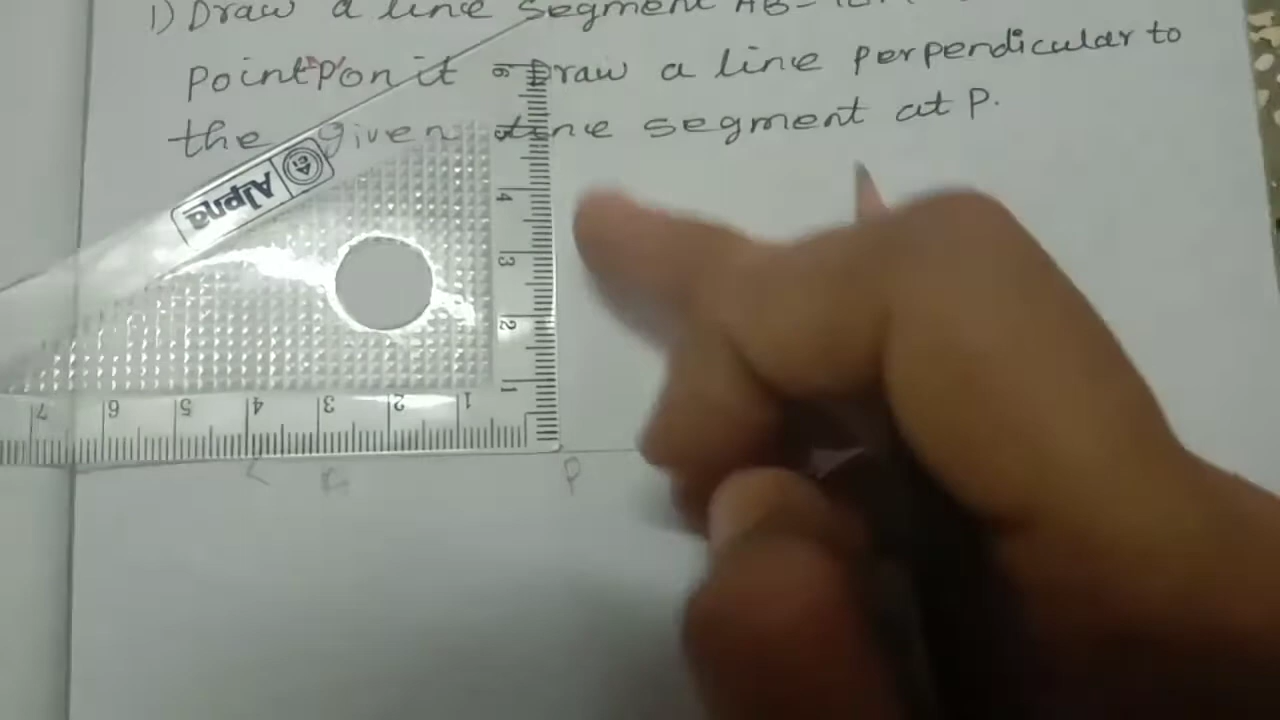 1) Draw a line segment AB=
point 'P' on it Draw a line perpendicular to
the given line segment at P.
Alpha
6
5
4
3
2
1
7 6 5 4 3 2 1
P